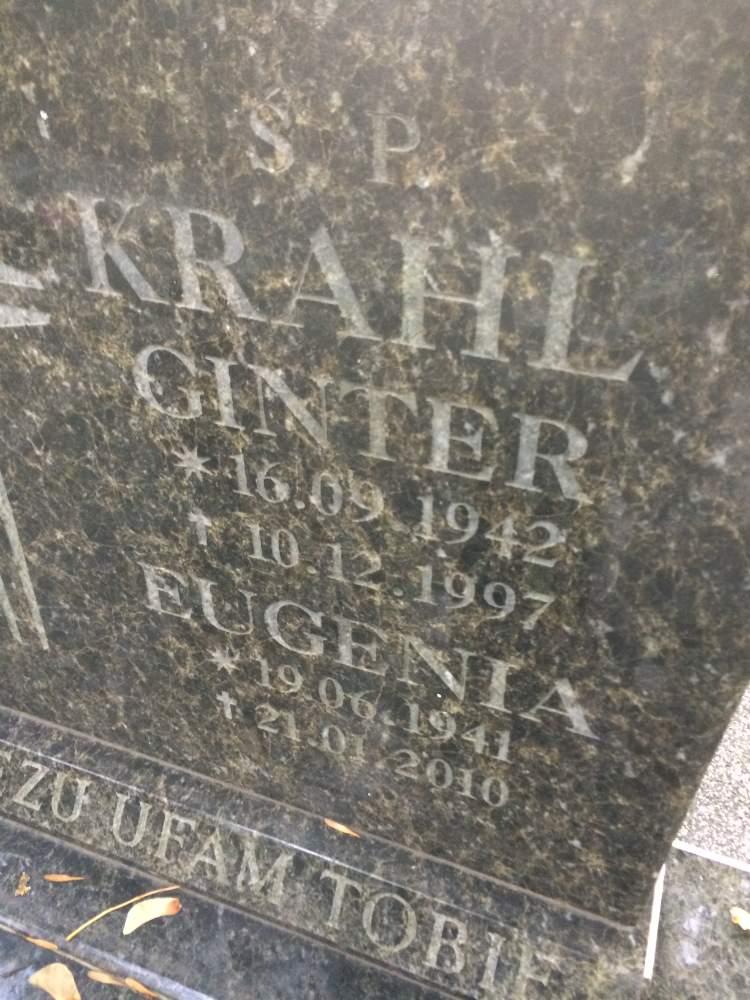 S P
KRAHL
GINTER
* 16.09.1942
† 10.12.1997
EUGENIA
* 19.06.1941
† 21.01.2010
ZU UFAM TOBIE